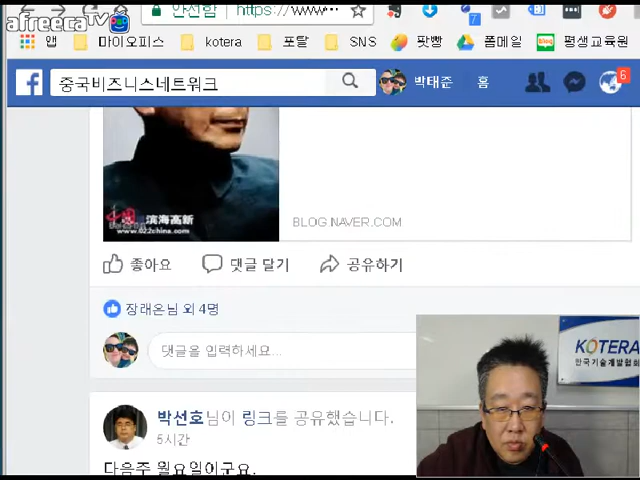 afreecaTV
안전함 https://www
앱 마이오피스 kotera 포탈 SNS 팟빵 폼메일 blog 평생교육원
7
중국비즈니스네트워크 박태준 홈 6
滨海高新
www.022china.com
BLOG.NAVER.COM
좋아요 댓글 달기 공유하기
장래온님 외 4명
댓글을 입력하세요...
박선호님이 링크를 공유했습니다.
5시간
다음주 월요일이군요.
KOTERA
한국기술개발협회